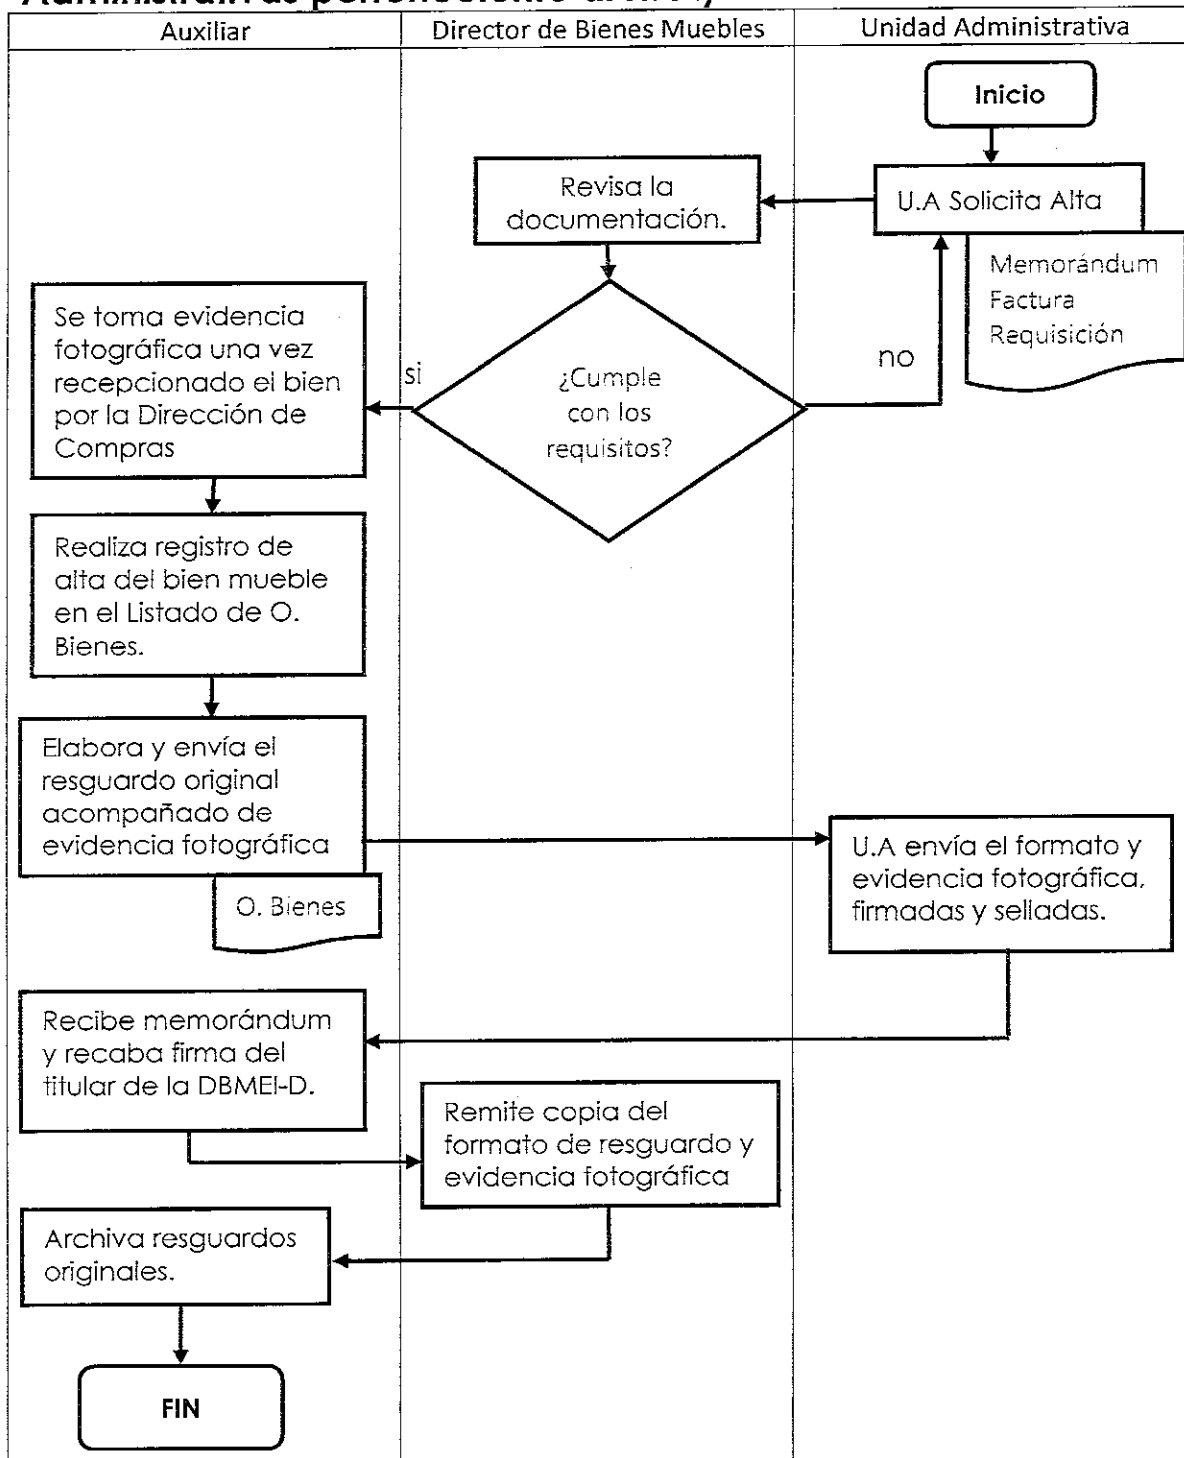 Auxiliar
Director de Bienes Muebles
Unidad Administrativa
Inicio
U.A Solicita Alta
Memorándum
Factura
Requisición
Revisa la
documentación.
¿Cumple
con los
requisitos?
no
si
Se toma evidencia
fotográfica una vez
recepcionado el bien
por la Dirección de
Compras
Realiza registro de
alta del bien mueble
en el Listado de O.
Bienes.
Elabora y envía el
resguardo original
acompañado de
evidencia fotográfica
O. Bienes
U.A envía el formato y
evidencia fotográfica,
firmadas y selladas.
Recibe memorándum
y recaba firma del
titular de la DBMEI-D.
Remite copia del
formato de resguardo y
evidencia fotográfica
Archiva resguardos
originales.
FIN